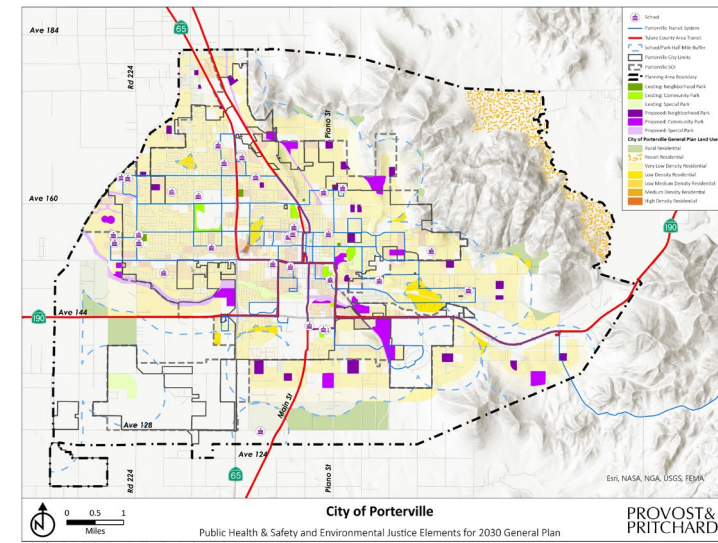 Ave 184
65
Rd 224
Plano St
Ave 160
190
190
Ave 144
Ave 128
Main St
Ave 124
Rd 224
65
Plano St
School
Porterville Transit System
Tulare County Area Transit
School/Park Half Mile Buffer
Porterville City Limits
Porterville SOI
Planning Area Boundary
Existing: Neighborhood Park
Existing: Community Park
Existing: Special Park
Proposed: Neighborhood Park
Proposed: Community Park
Proposed: Special Park
City of Porterville General Plan Land Use
Rural Residential
Resort Residential
Very Low Density Residential
Low Density Residential
Low Medium Density Residential
Medium Density Residential
High Density Residential
Esri, NASA, NGA, USGS, FEMA
N
0 0.5 1
Miles
City of Porterville
Public Health & Safety and Environmental Justice Elements for 2030 General Plan
PROVOST&
PRITCHARD